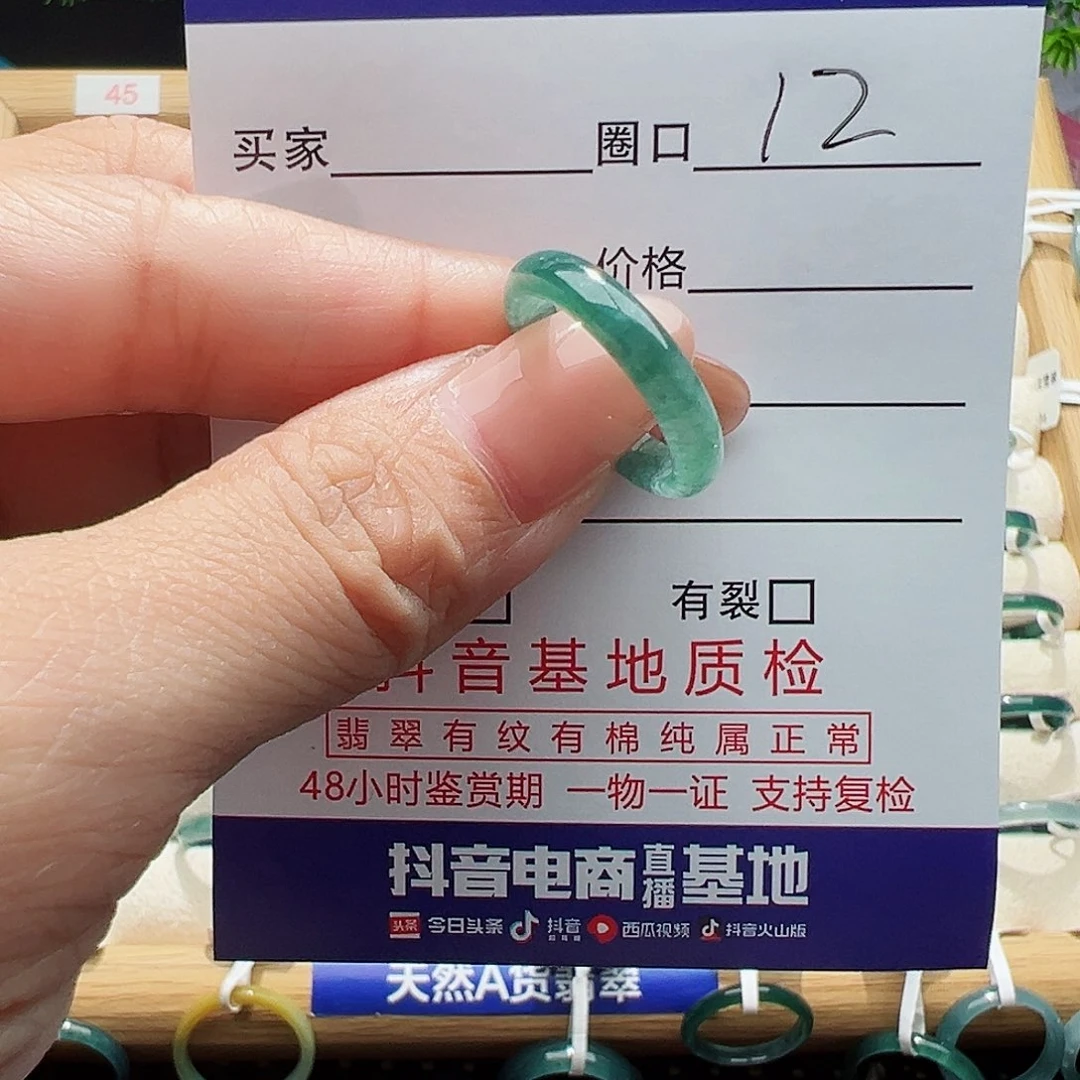 45
买家 圈口 12
价格
有裂
抖音基地质检
翡翠有纹有棉纯属正常
48小时鉴赏期 一物一证 支持复检
抖音电商直播基地
头条 今日头条 抖音 西瓜视频 抖音火山版
天然A货翡翠